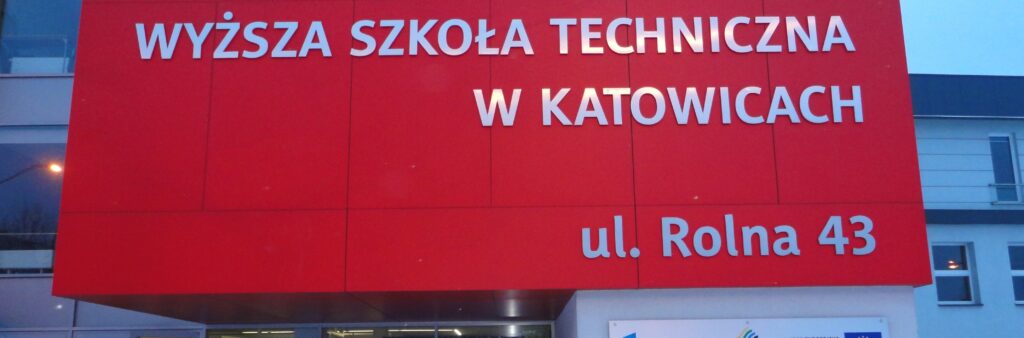 WYŻSZA SZKOŁA TECHNICZNA
W KATOWICACH
ul. Rolna 43